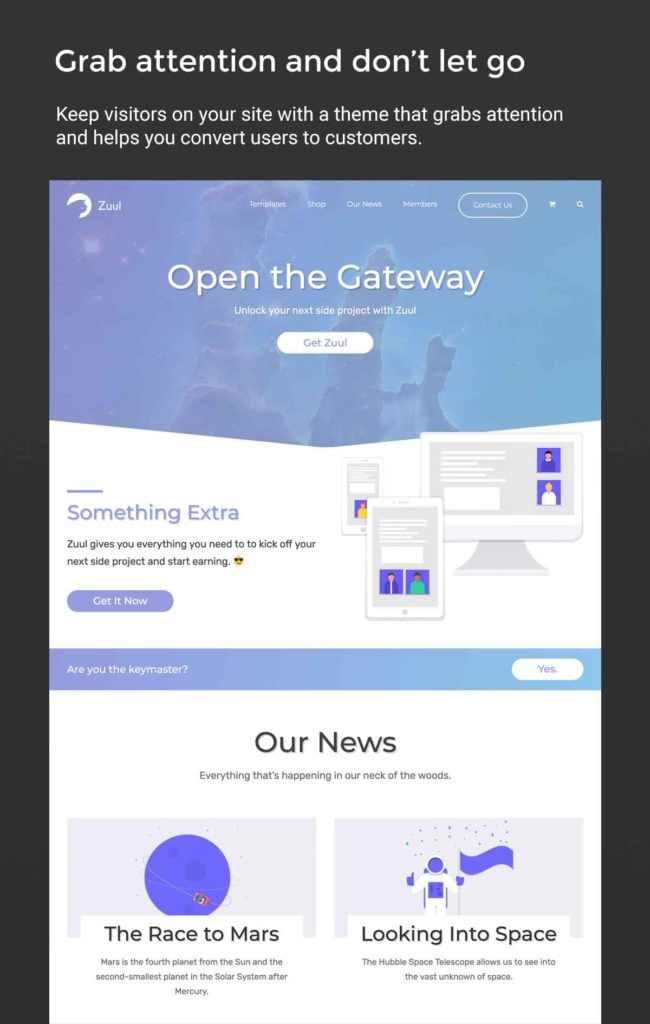 Grab attention and don’t let go
Keep visitors on your site with a theme that grabs attention
and helps you convert users to customers.
Zuul
Templates
Shop
Our News
Members
Contact Us
Open the Gateway
Unlock your next side project with Zuul
Get Zuul
Something Extra
Zuul gives you everything you need to to kick off your
next side project and start earning. 😎
Get It Now
Are you the keymaster?
Yes.
Our News
Everything that's happening in our neck of the woods.
The Race to Mars
Mars is the fourth planet from the Sun and the
second-smallest planet in the Solar System after
Mercury.
Looking Into Space
The Hubble Space Telescope allows us to see into
the vast unknown of space.